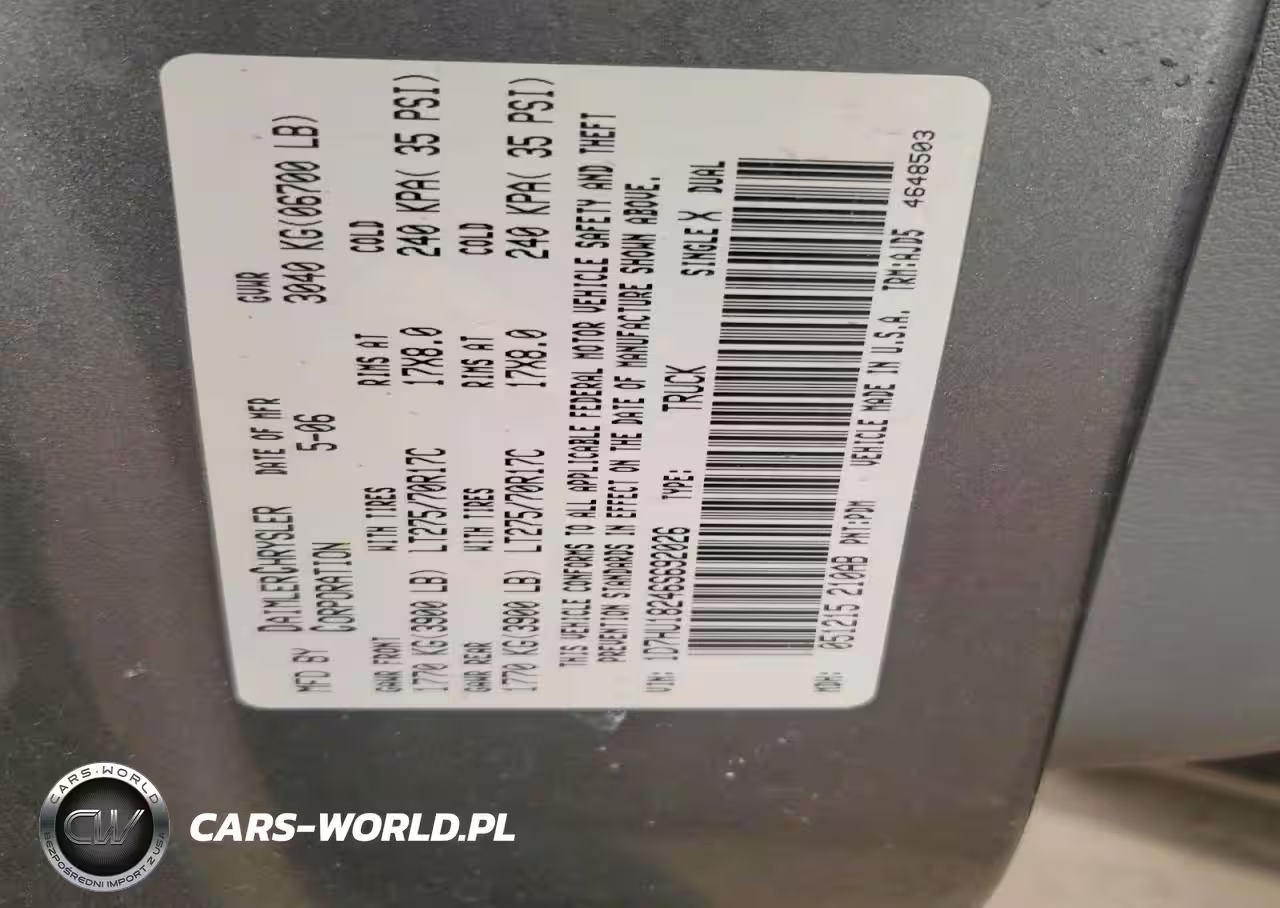 MFD BY DAIMLERCHRYSLER DATE OF MFR GVWR
CORPORATION 5-06 3040 KG(06700 LB)
GAWR FRONT WITH TIRES RIMS AT COLD
1770 KG(3900 LB) LT275/70R17C 17X8.0 240 KPA( 35 PSI)
GAWR REAR WITH TIRES RIMS AT COLD
1770 KG(3900 LB) LT275/70R17C 17X8.0 240 KPA( 35 PSI)
THIS VEHICLE CONFORMS TO ALL APPLICABLE FEDERAL MOTOR VEHICLE SAFETY AND THEFT
PREVENTION STANDARDS IN EFFECT ON THE DATE OF MANUFACTURE SHOWN ABOVE.
VIN: 1D7HU18246S692026 TYPE: TRUCK SINGLE X DUAL
MDH: 051215 210AB PNT:PDM VEHICLE MADE IN U.S.A. TRM:AJD5 4648503
CARS-WORLD
CW
BEZPOŚREDNI IMPORT Z USA
CARS-WORLD.PL